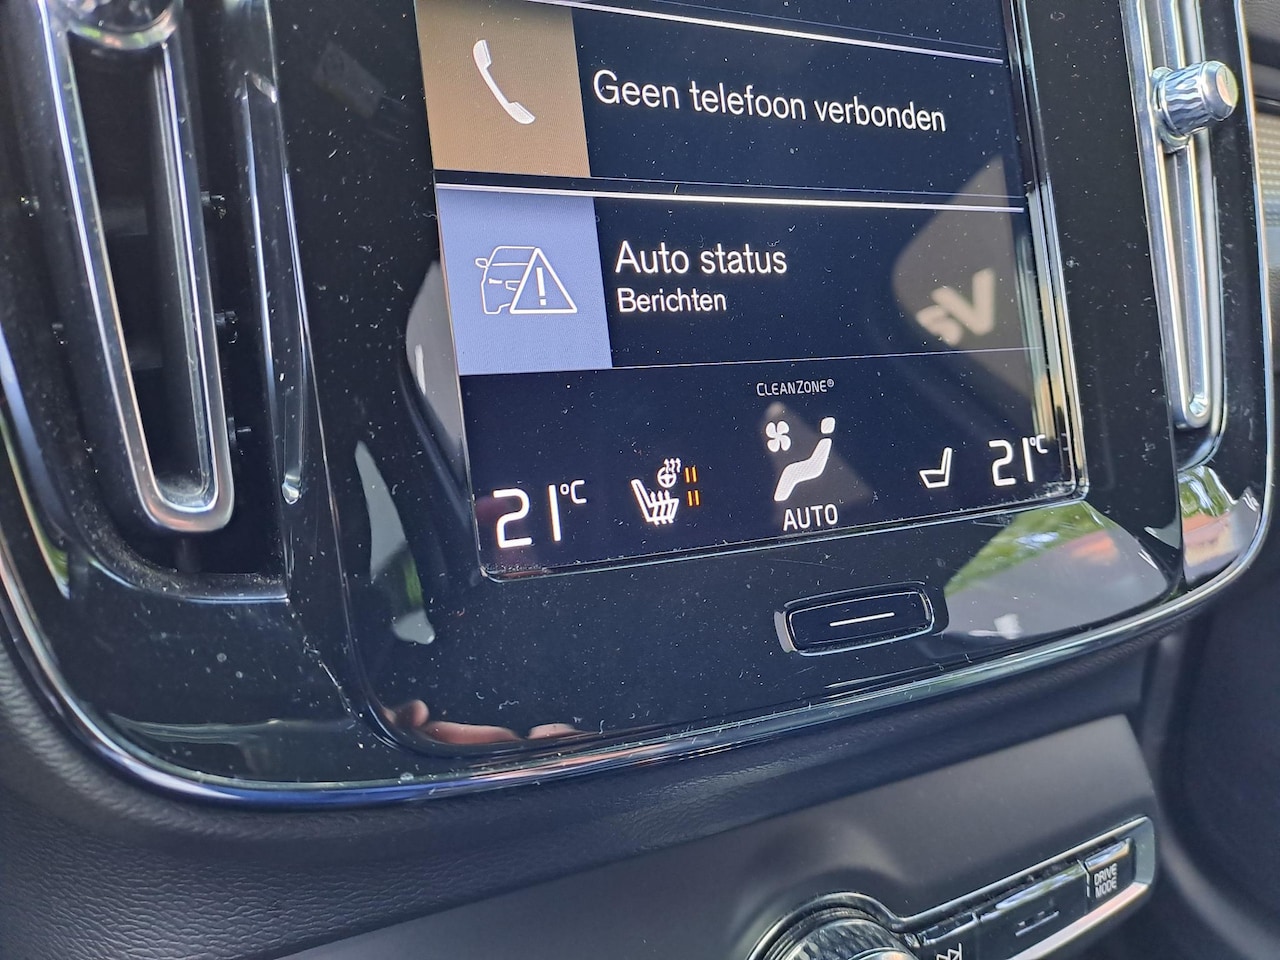 Geen telefoon verbonden
Auto status
Berichten
CLEANZONE®
21°C
21°C
AUTO
DRIVE
MODE